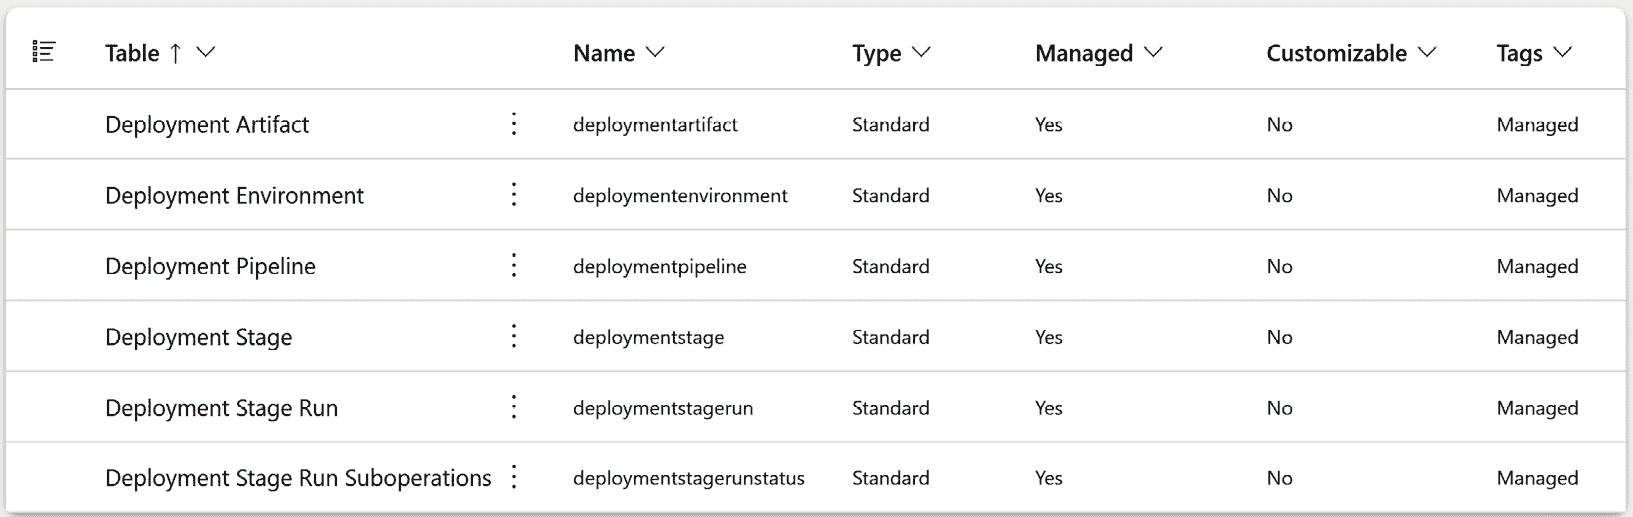 Table ↑ Name Type Managed Customizable Tags
Deployment Artifact deploymentartifact Standard Yes No Managed
Deployment Environment deploymentenvironment Standard Yes No Managed
Deployment Pipeline deploymentpipeline Standard Yes No Managed
Deployment Stage deploymentstage Standard Yes No Managed
Deployment Stage Run deploymentstagerun Standard Yes No Managed
Deployment Stage Run Suboperations deploymentstagerunstatus Standard Yes No Managed